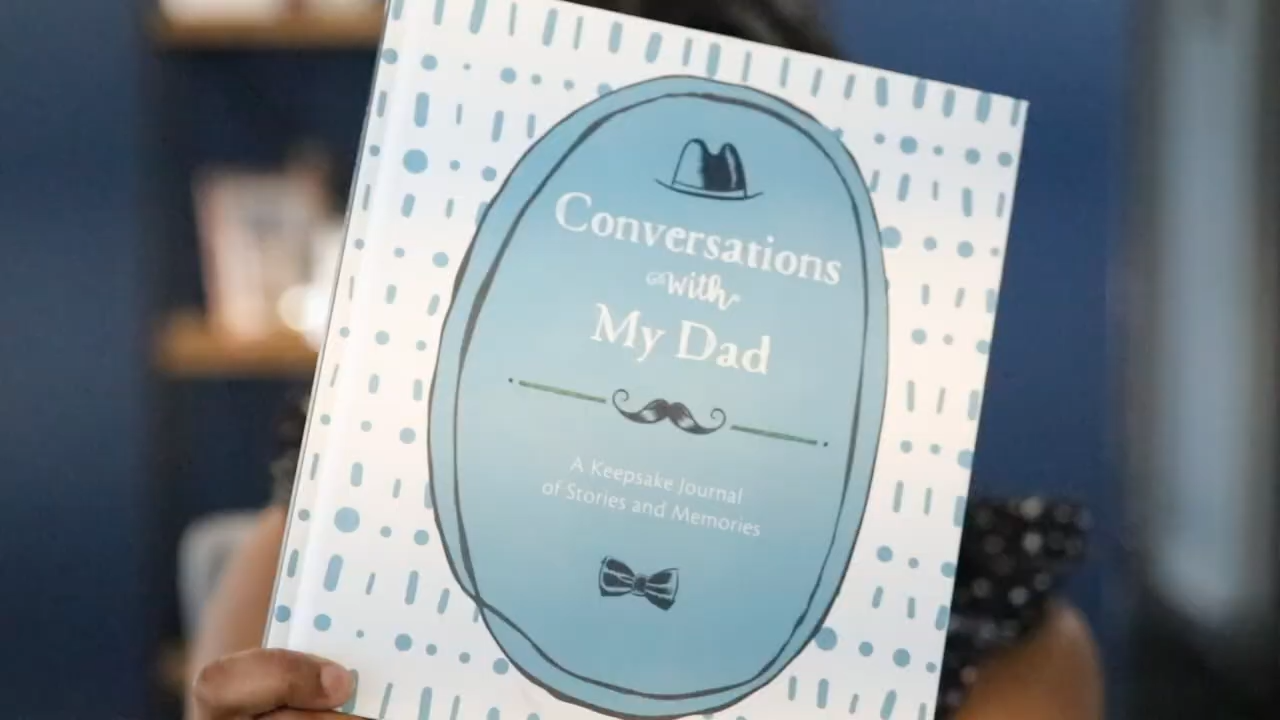 Conversations
with
My Dad
A Keepsake Journal
of Stories and Memories